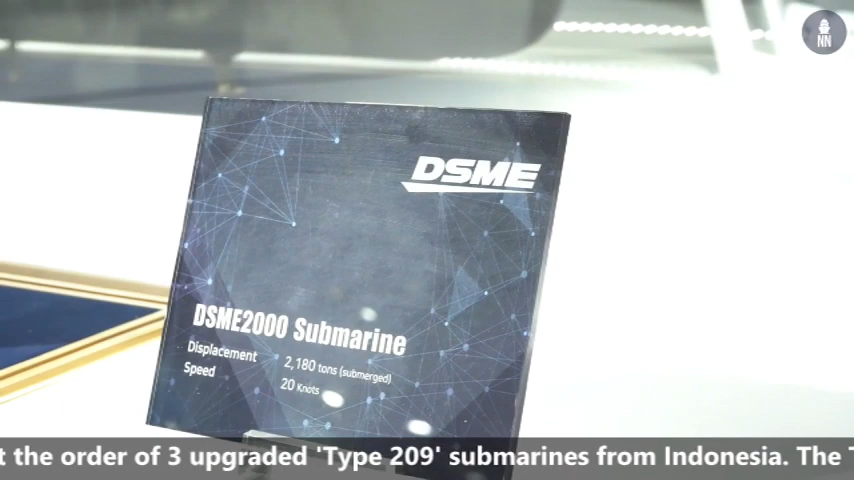 NN
DSME
DSME2000 Submarine
Displacement 2,180 tons (submerged)
Speed 20 Knots
t the order of 3 upgraded 'Type 209' submarines from Indonesia. The T